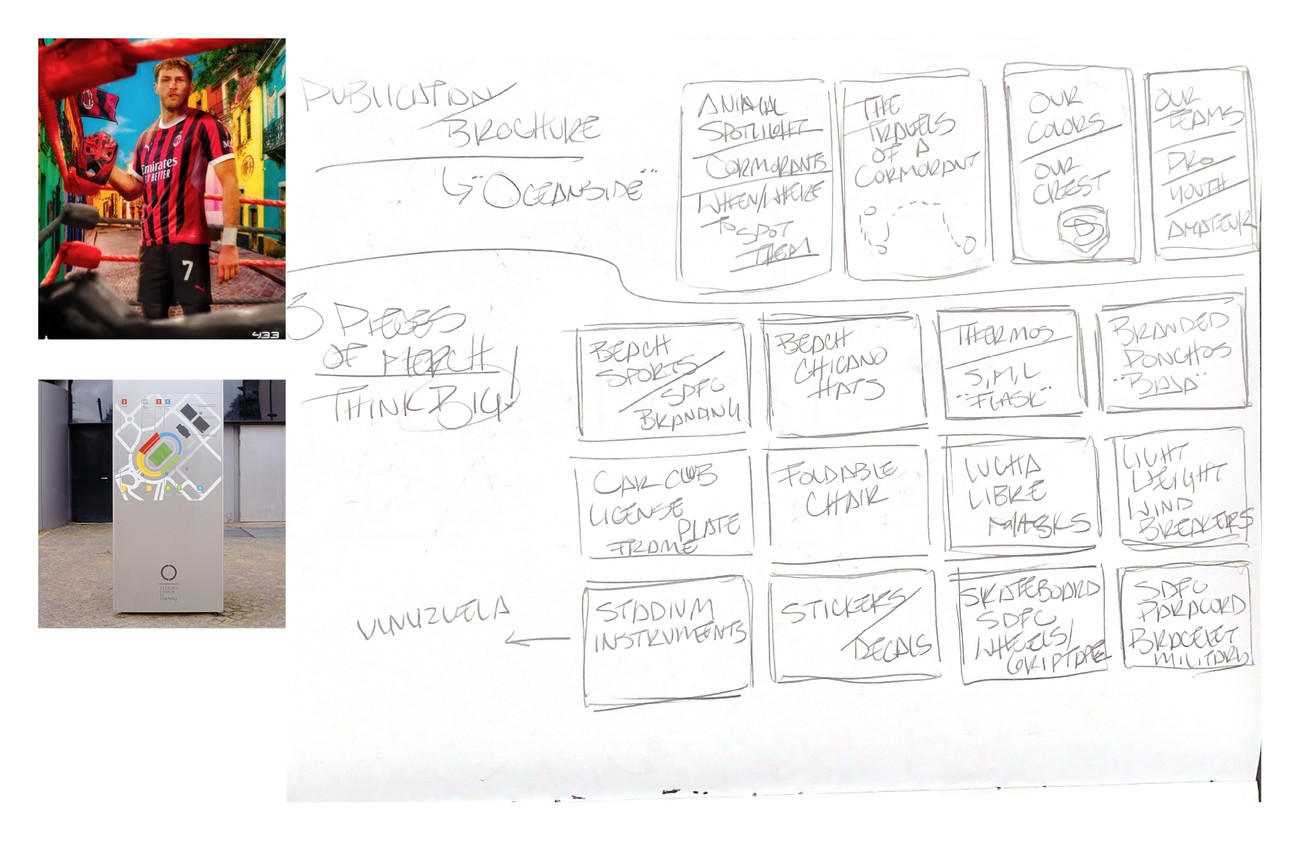 PUBLICATION/
BROCHURE
"OCEANSIDE"
ANIMAL
SPOTLIGHT
CORMORANTS
WHEN/WHERE
TO SPOT
THEM
THE
TRAVELS
OF A
CORMORANT
OUR
COLORS
OUR
CREST
OUR
TEAMS
PRO
YOUTH
AMATEUR
3 PIECES
OF MERCH
THINK BIG!
BEACH
SPORTS/
SDFC
BRANDING
BEACH
CHICANO
HATS
THERMOS
S, M, L
"FLASK"
BRANDED
PONCHOS
"BAJA"
CAR CLUB
LICENSE
PLATE
FRAME
FOLDABLE
CHAIR
LUCHA
LIBRE
MASKS
LIGHT
WEIGHT
WIND
BREAKERS
VUVUZUELA
STADIUM
INSTRUMENTS
STICKERS/
DECALS
SKATEBOARD
SDFC
WHEELS/
GRIPTAPE
SDFC
PARACORD
BRACELET
MILITARY
Emirates
FLY BETTER
7
433